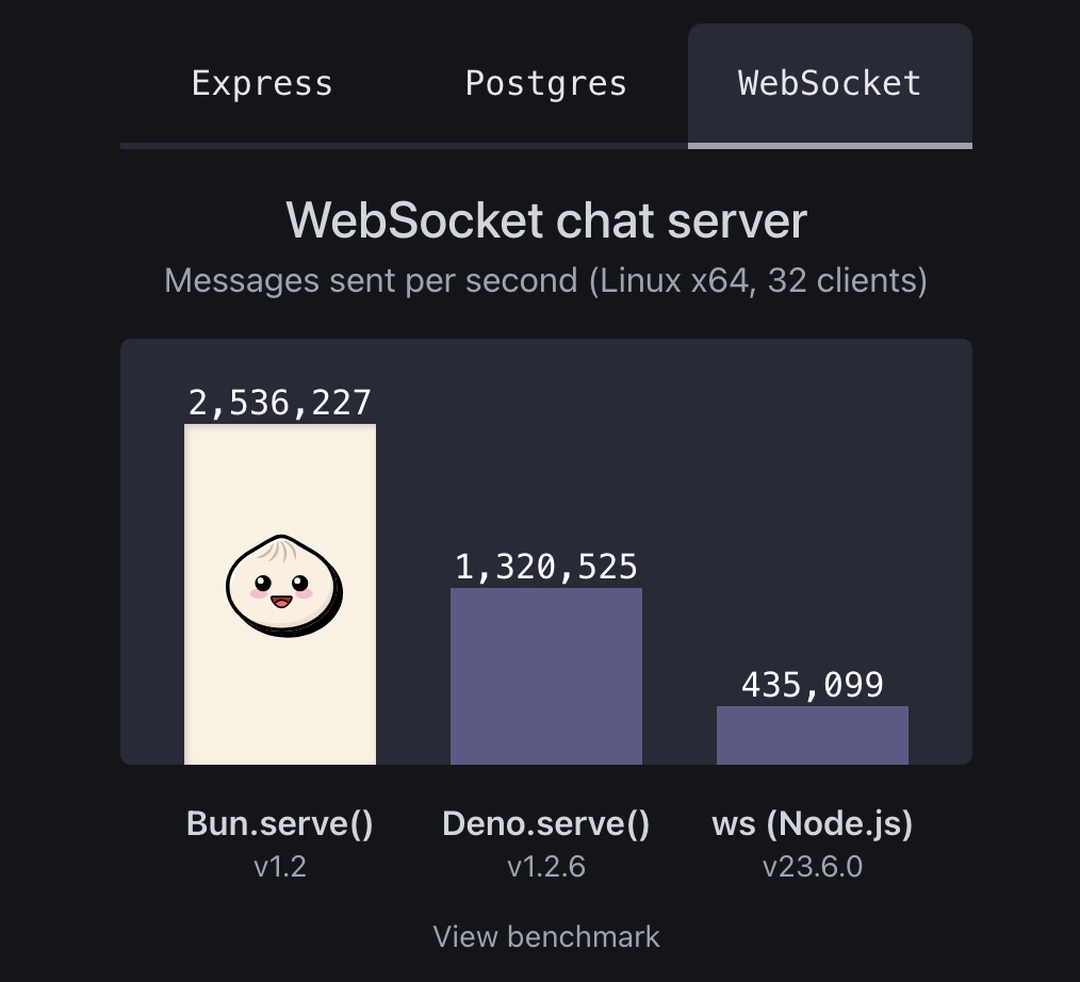 Express Postgres WebSocket
WebSocket chat server
Messages sent per second (Linux x64, 32 clients)
2,536,227
1,320,525
435,099
Bun.serve() Deno.serve() ws (Node.js)
v1.2 v1.2.6 v23.6.0
View benchmark